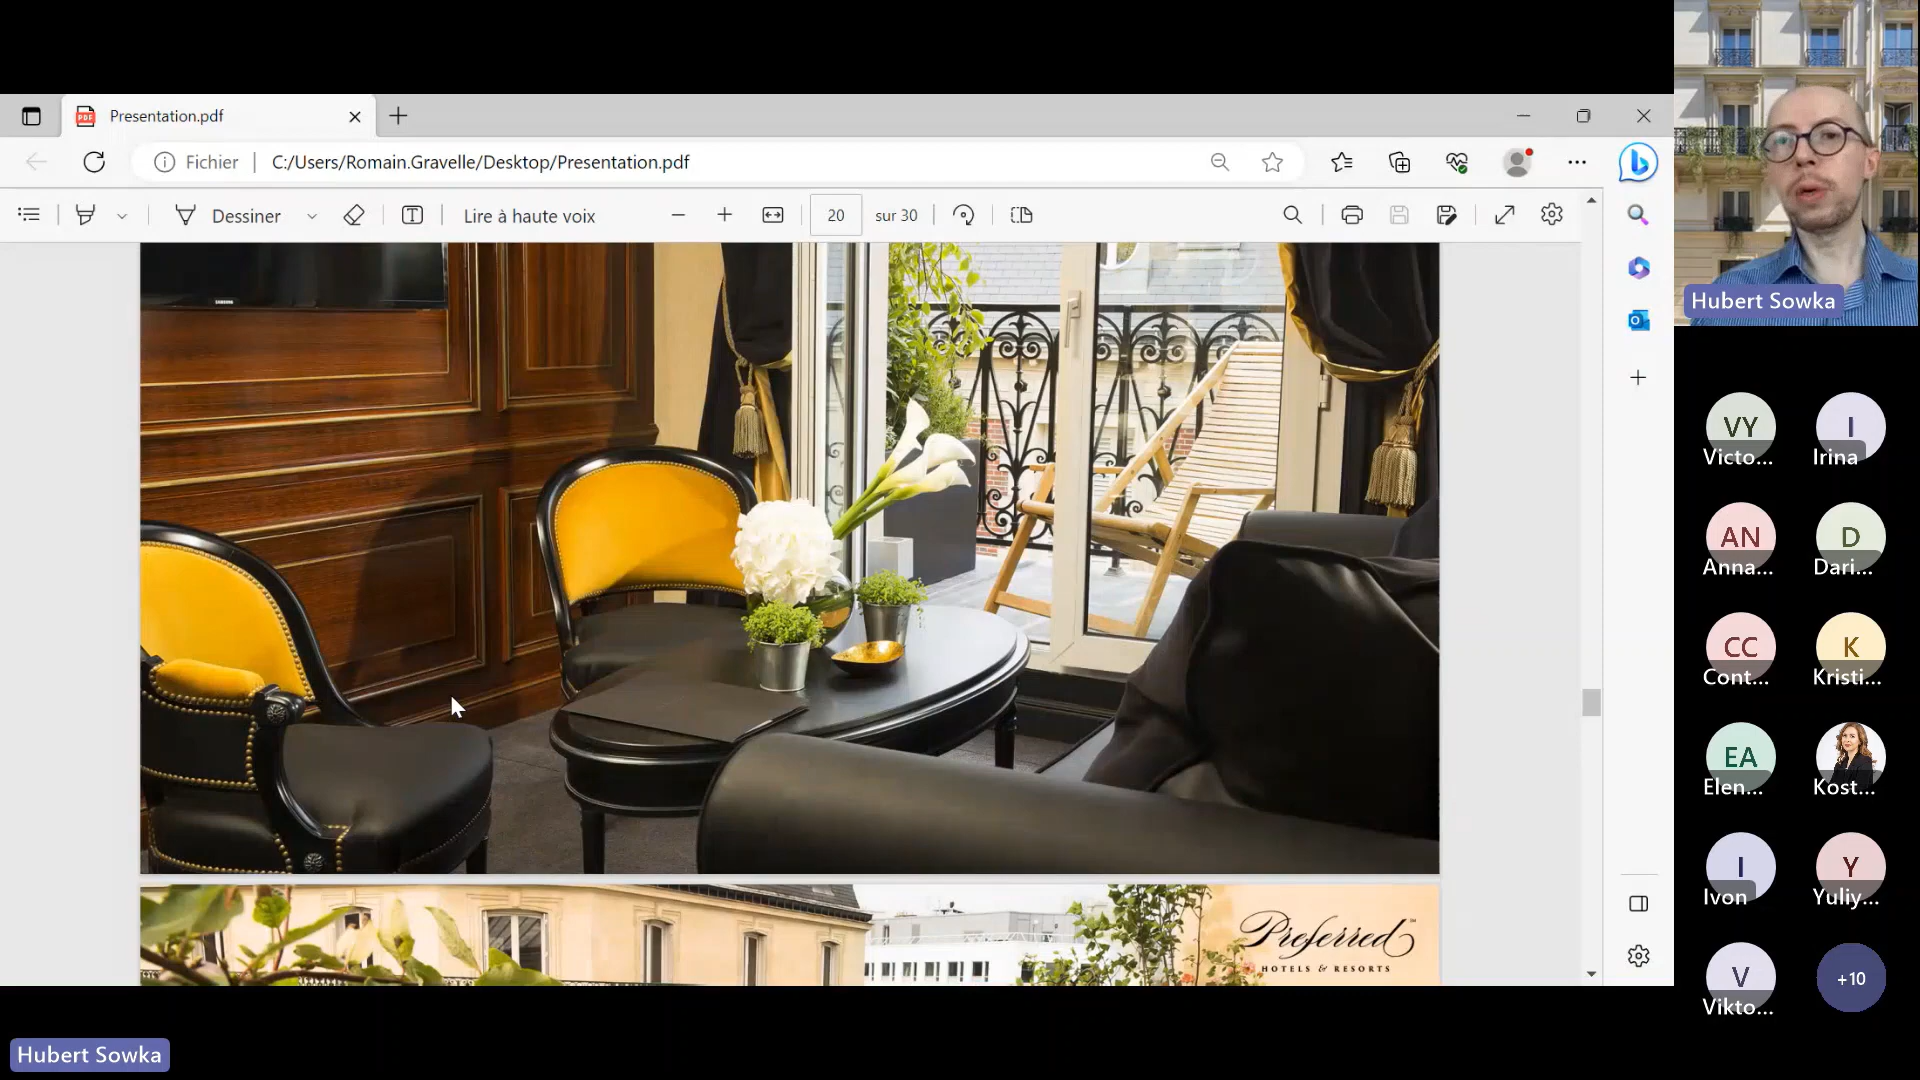 Presentation.pdf
Fichier
C:/Users/Romain.Gravelle/Desktop/Presentation.pdf
Dessiner
Lire à haute voix
20
sur 30
SAMSUNG
Preferred
HOTELS & RESORTS
Hubert Sowka
VY
Victo...
I
Irina
AN
Anna...
D
Dari...
CC
Cont...
K
Kristi...
EA
Elen...
Kost...
I
Ivon
Y
Yuliy...
V
Vikto...
+10
Hubert Sowka